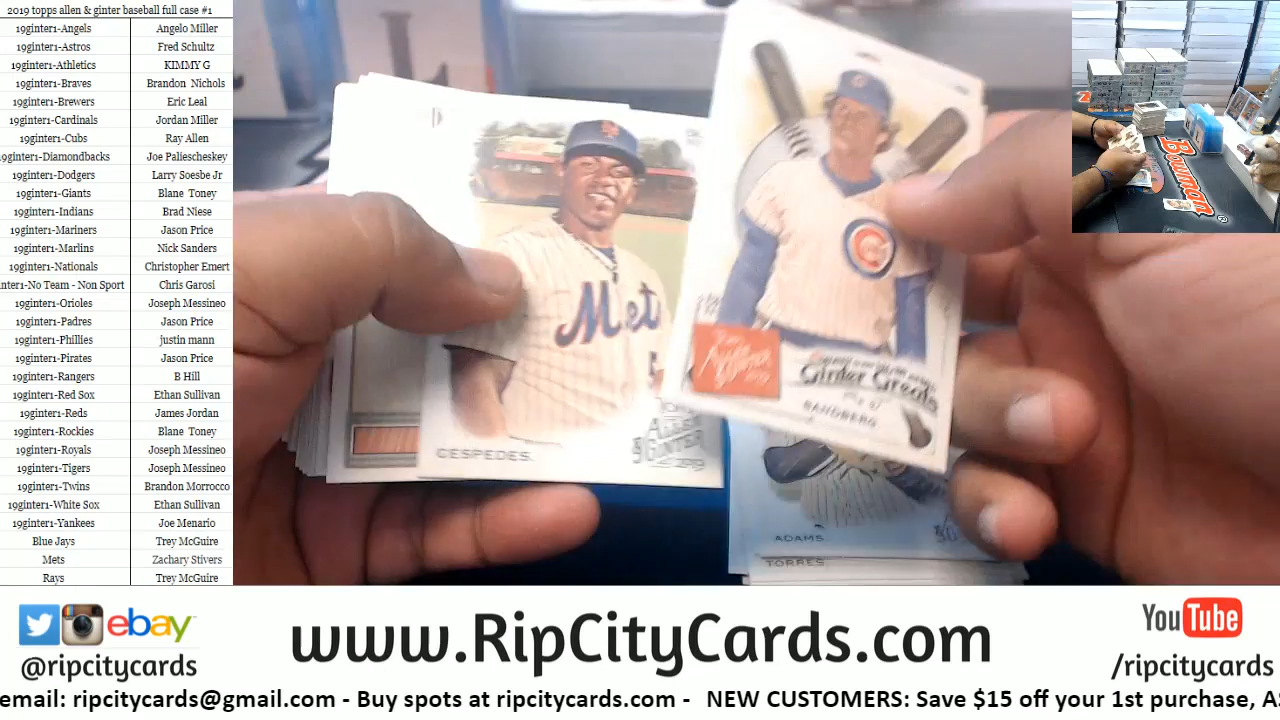 2019 topps allen & ginter baseball full case #1
19ginter1-Angels Angelo Miller
19ginter1-Astros Fred Schultz
19ginter1-Athletics KIMMY G
19ginter1-Braves Brandon Nichols
19ginter1-Brewers Eric Leal
19ginter1-Cardinals Jordan Miller
19ginter1-Cubs Ray Allen
9ginter1-Diamondbacks Joe Paliescheskey
19ginter1-Dodgers Larry Soesbe Jr
19ginter1-Giants Blane Toney
19ginter1-Indians Brad Niese
19ginter1-Mariners Jason Price
19ginter1-Marlins Nick Sanders
19ginter1-Nationals Christopher Emert
nter1-No Team - Non Sport Chris Garosi
19ginter1-Orioles Joseph Messineo
19ginter1-Padres Jason Price
19ginter1-Phillies justin mann
19ginter1-Pirates Jason Price
19ginter1-Rangers B Hill
19ginter1-Red Sox Ethan Sullivan
19ginter1-Reds James Jordan
19ginter1-Rockies Blane Toney
19ginter1-Royals Joseph Messineo
19ginter1-Tigers Joseph Messineo
19ginter1-Twins Brandon Morrocco
19ginter1-White Sox Ethan Sullivan
19ginter1-Yankees Joe Menario
Blue Jays Trey McGuire
Mets Zachary Stivers
Rays Trey McGuire
Mets
CESPEDES
Ginter Greats
SANDBERG
ADAMS
TORRES
Bowman
ebay
@ripcitycards
www.RipCityCards.com
YouTube
/ripcitycards
email: ripcitycards@gmail.com - Buy spots at ripcitycards.com - NEW CUSTOMERS: Save $15 off your 1st purchase, AS